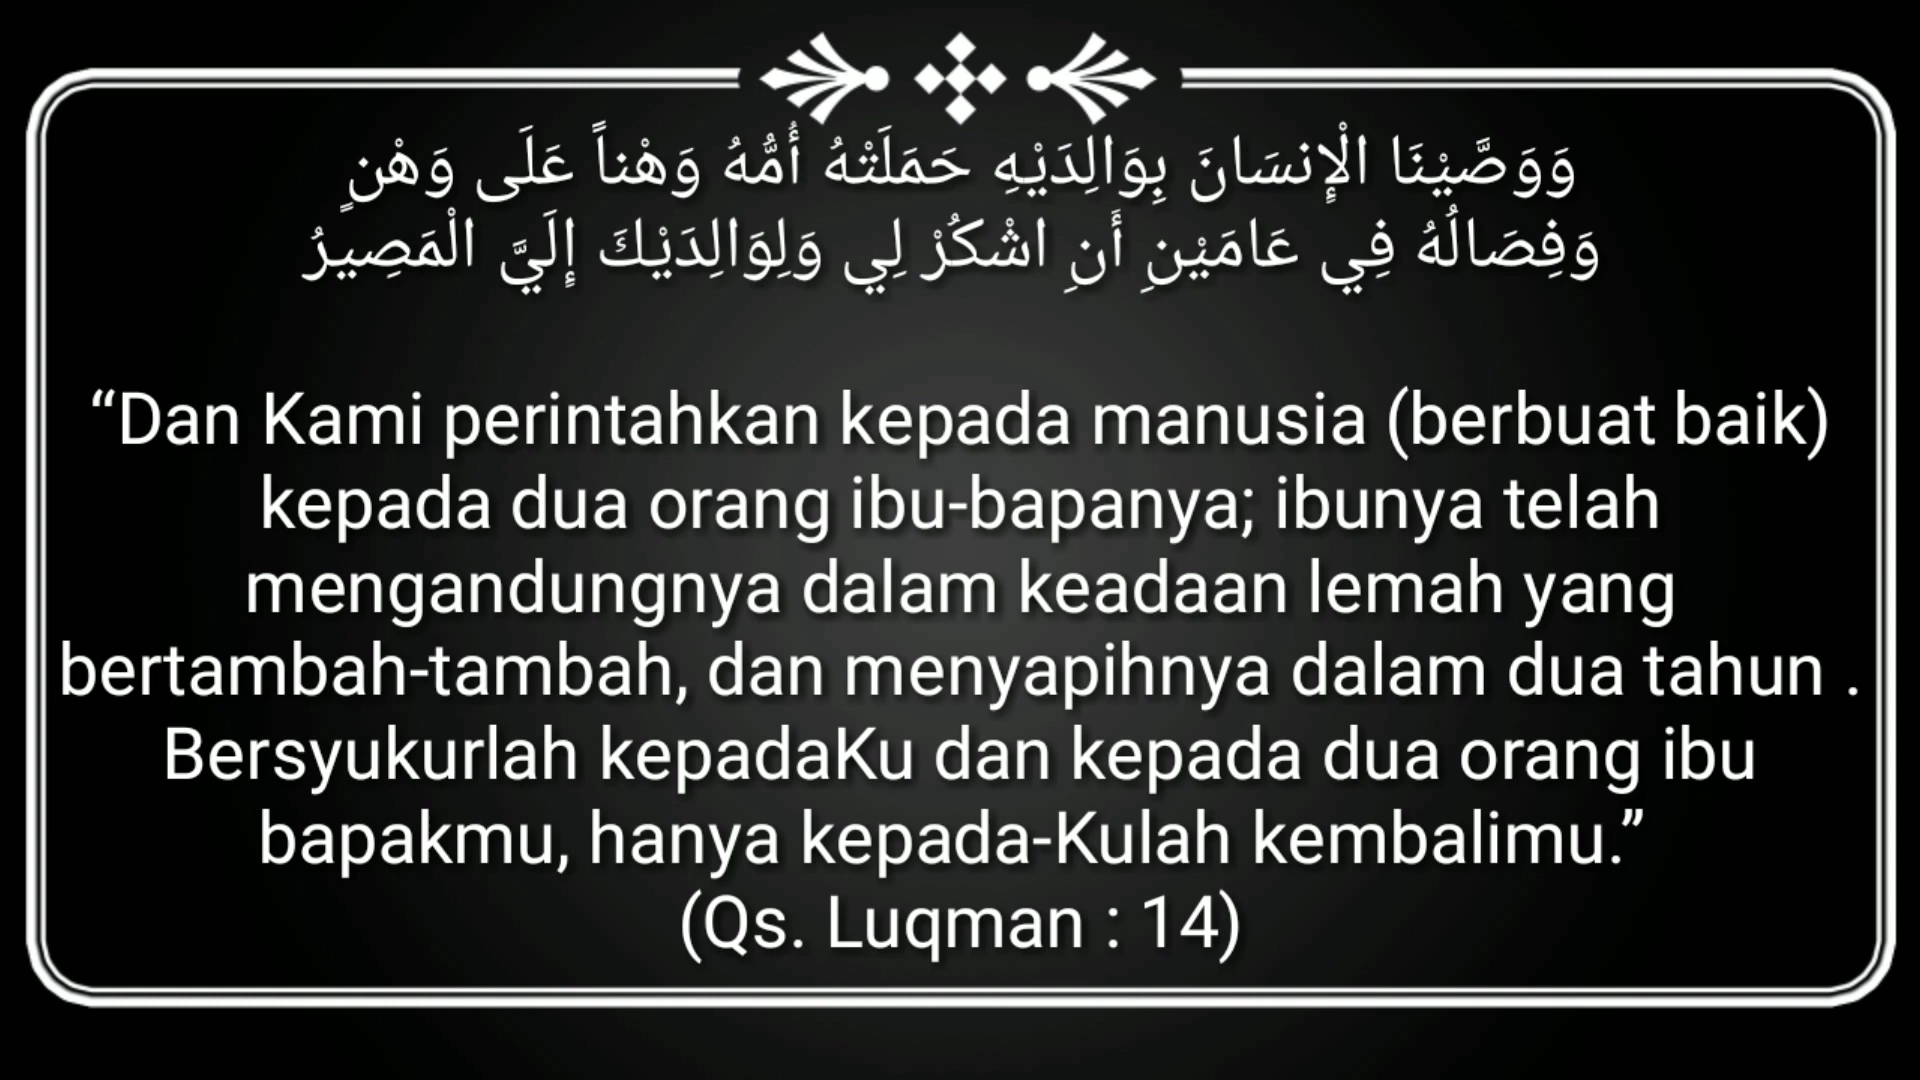 وَوَصَّيْنَا الْإِنسَانَ بِوَالِدَيْهِ حَمَلَتْهُ أُمُّهُ وَهْناً عَلَى وَهْنٍ
وَفِصَالُهُ فِي عَامَيْنِ أَنِ اشْكُرْ لِي وَلِوَالِدَيْكَ إِلَيَّ الْمَصِيرُ
“Dan Kami perintahkan kepada manusia (berbuat baik)
kepada dua orang ibu-bapanya; ibunya telah
mengandungnya dalam keadaan lemah yang
bertambah-tambah, dan menyapihnya dalam dua tahun .
Bersyukurlah kepadaKu dan kepada dua orang ibu
bapakmu, hanya kepada-Kulah kembalimu.”
(Qs. Luqman : 14)